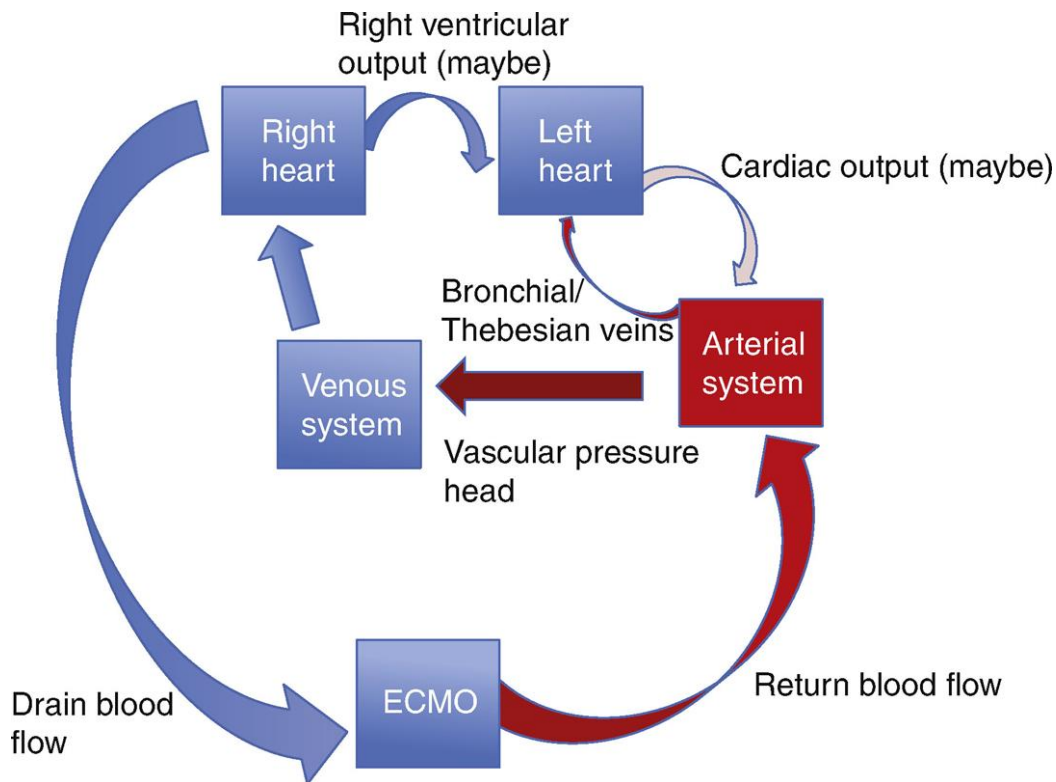 Right ventricular
output (maybe)
Right
heart
Left
heart
Cardiac output (maybe)
Bronchial/
Thebesian veins
Arterial
system
Venous
system
Vascular pressure
head
ECMO
Return blood flow
Drain blood
flow